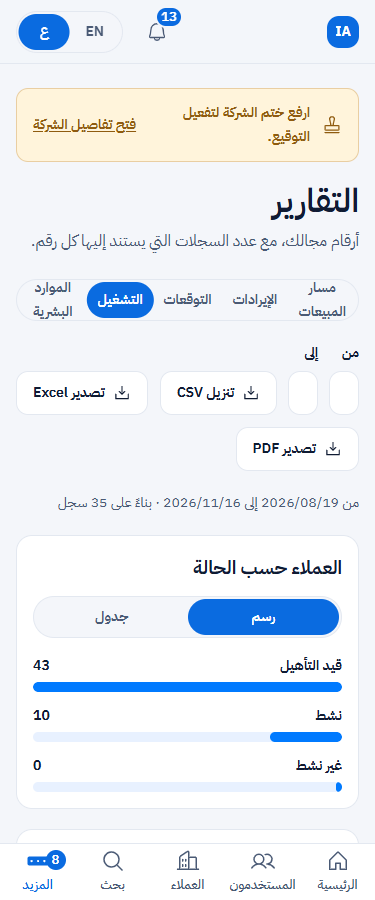 IA
13
EN
ع
ارفع ختم الشركة لتفعيل
التوقيع.
فتح تفاصيل الشركة
التقارير
أرقام مجالك، مع عدد السجلات التي يستند إليها كل رقم.
مسار
المبيعات
الإيرادات
التوقعات
التشغيل
الموارد
البشرية
من
إلى
تنزيل CSV
تصدير Excel
تصدير PDF
من 2026/08/19 إلى 2026/11/16 · بناءً على 35 سجل
العملاء حسب الحالة
رسم
جدول
قيد التأهيل 43
نشط 10
غير نشط 0
الرئيسية
المستخدمون
العملاء
بحث
8
المزيد